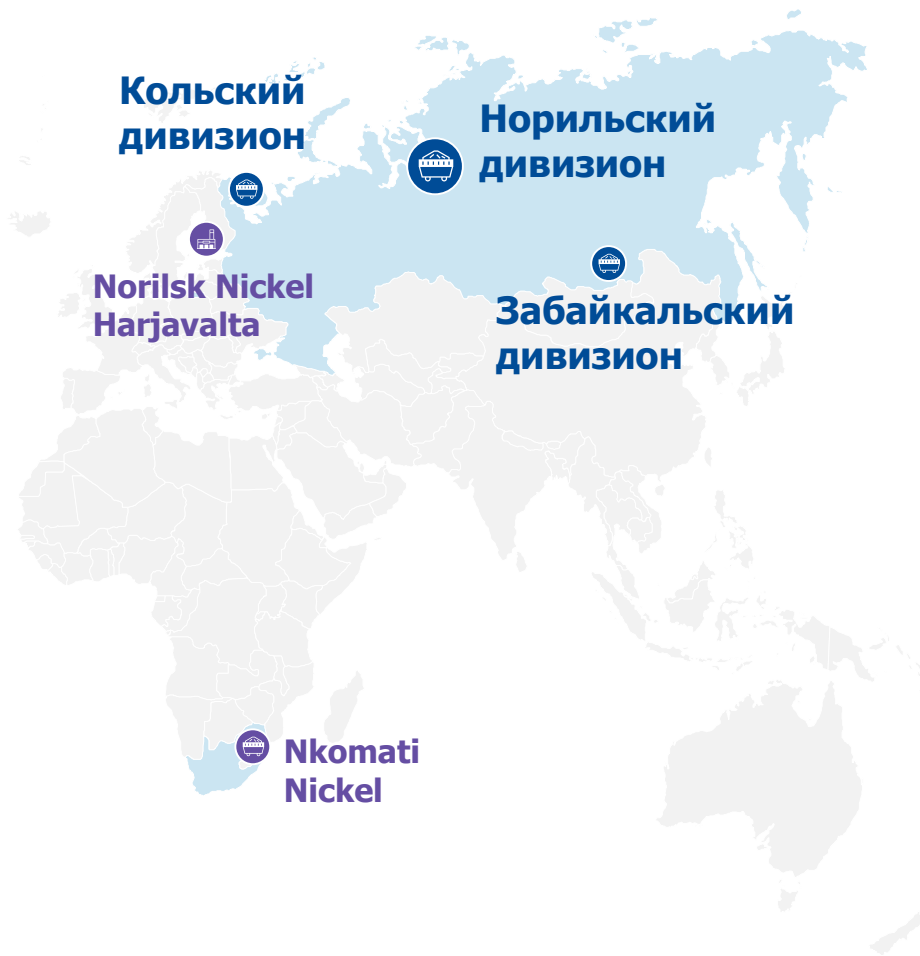 Кольский
дивизион
Норильский
дивизион
Norilsk Nickel
Harjavalta
Забайкальский
дивизион
Nkomati
Nickel